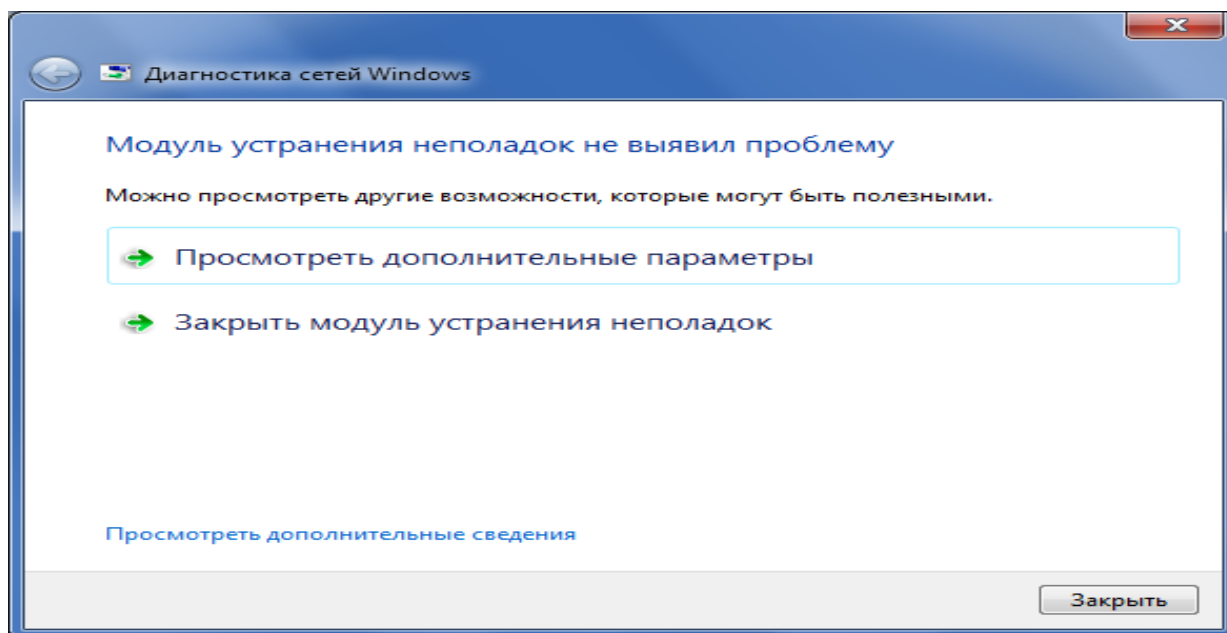 Диагностика сетей Windows
Модуль устранения неполадок не выявил проблему
Можно просмотреть другие возможности, которые могут быть полезными.
Просмотреть дополнительные параметры
Закрыть модуль устранения неполадок
Просмотреть дополнительные сведения
Закрыть